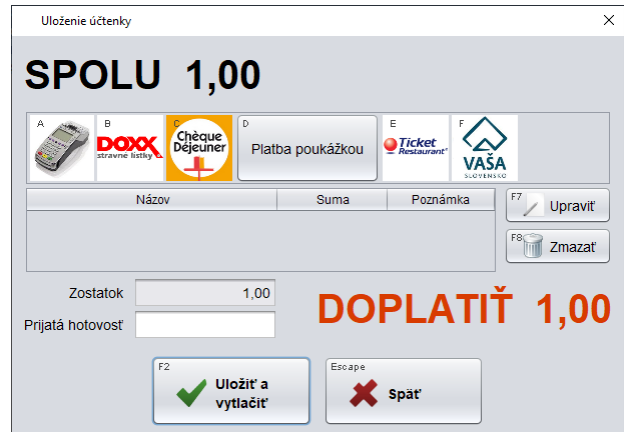 Uloženie účtenky
SPOLU 1,00
A
B
DOXX
stravne lístky
C
Chèque
Déjeuner
D
Platba poukážkou
E
Ticket
Restaurant
F
VAŠA
SLOVENSKO
Názov Suma Poznámka
F7 Upraviť
F8 Zmazať
Zostatok 1,00
Prijatá hotovosť
DOPLATIŤ 1,00
F2
Uložiť a
vytlačiť
Escape
Späť